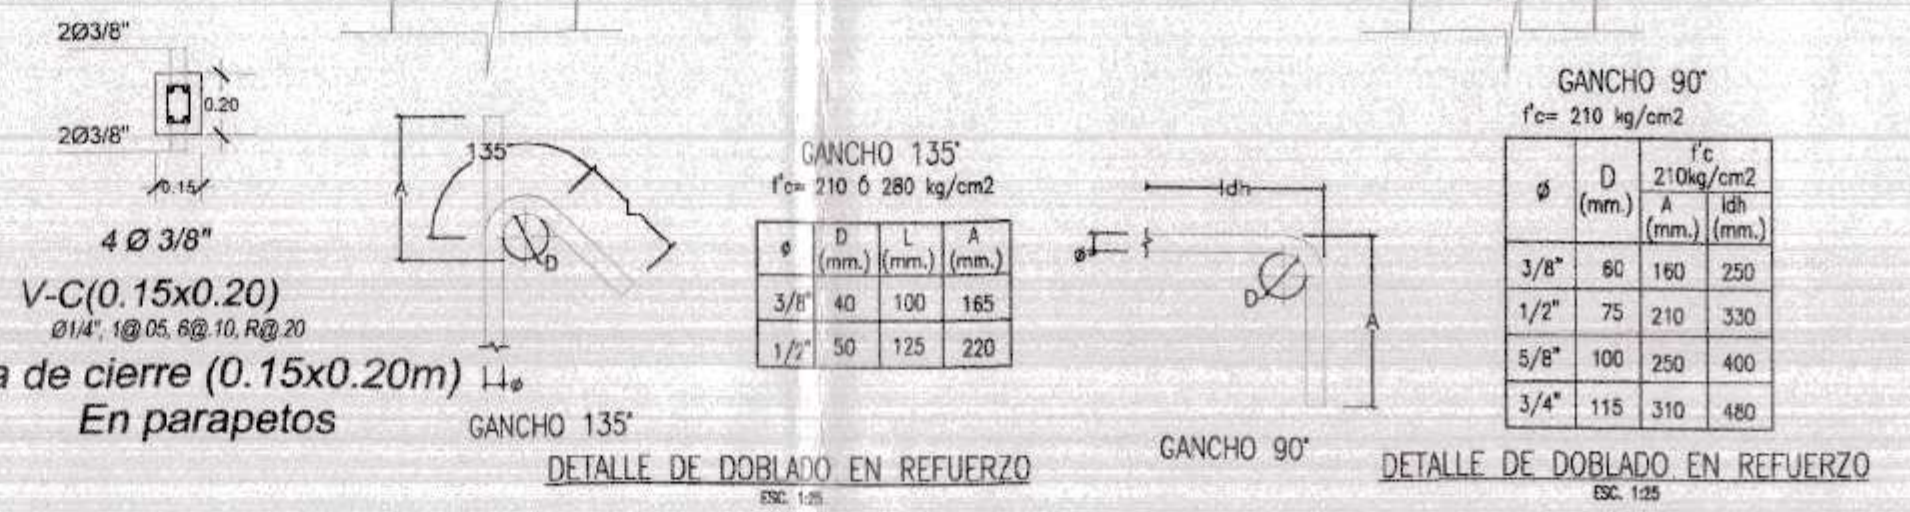 2Ø3/8"
0.20
2Ø3/8"
0.15
4 Ø 3/8"
V-C(0.15x0.20)
Ø1/4", 1@.05, 6@.10, R@.20
a de cierre (0.15x0.20m)
En parapetos
135°
A
D
ø
GANCHO 135°
GANCHO 135°
f'c= 210 ó 280 kg/cm2
ø D (mm.) L (mm.) A (mm.)
3/8" 40 100 165
1/2" 50 125 220
DETALLE DE DOBLADO EN REFUERZO
ESC. 1:25
ldh
ø
D
A
GANCHO 90°
GANCHO 90°
f'c= 210 kg/cm2
ø D (mm.) f'c 210kg/cm2
A (mm.) ldh (mm.)
3/8" 60 160 250
1/2" 75 210 330
5/8" 100 250 400
3/4" 115 310 480
DETALLE DE DOBLADO EN REFUERZO
ESC. 1:25